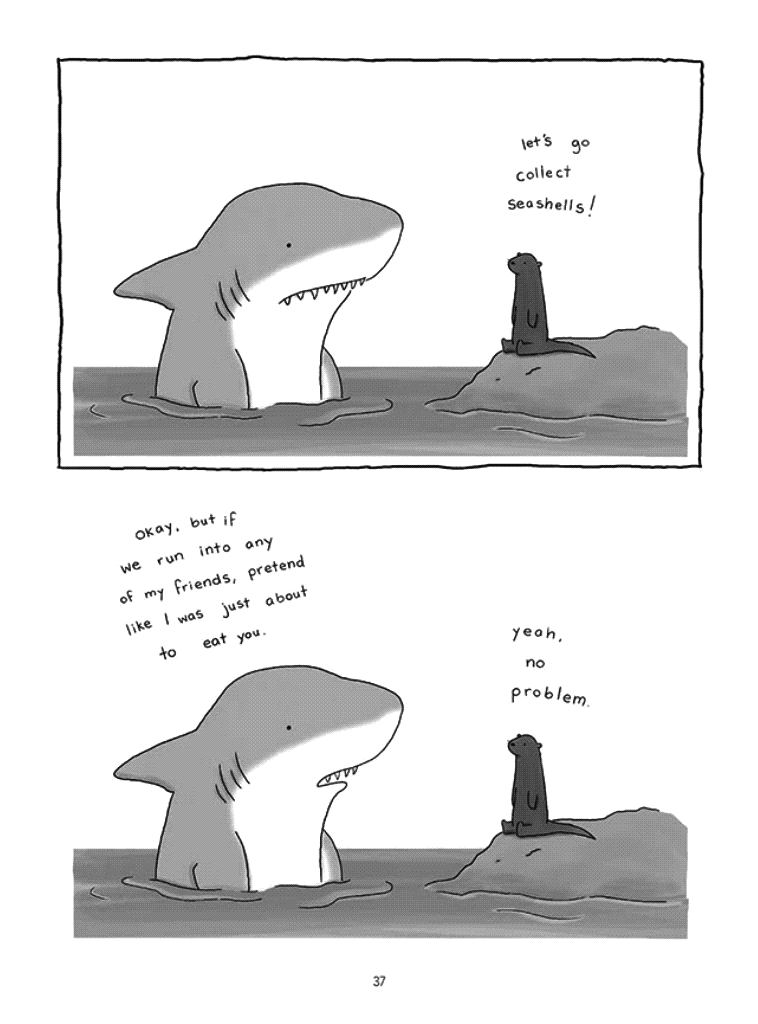 let's go
collect
seashells!
okay, but if
we run into any
of my friends, pretend
like I was just about
to eat you.
yeah,
no
problem.
37